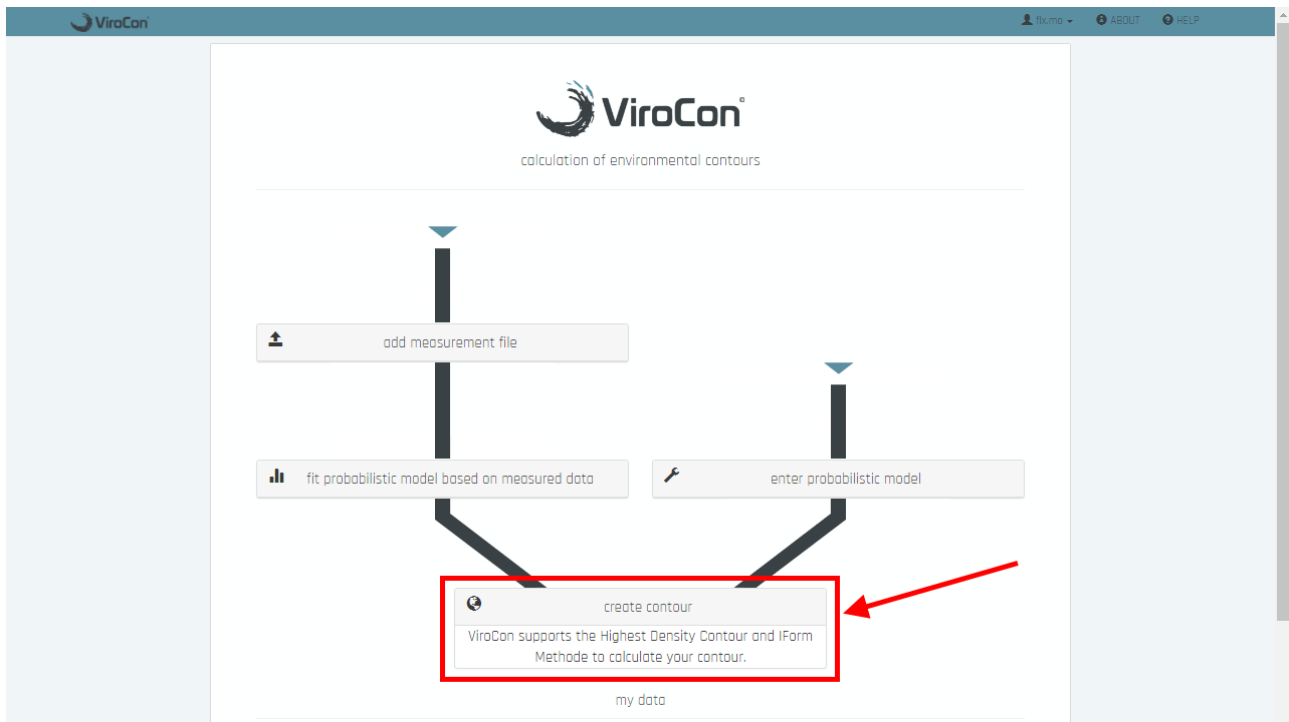 ViroCon
flx.mo
ABOUT
HELP
ViroCon
calculation of environmental contours
add measurement file
fit probabilistic model based on measured data
enter probabilistic model
create contour
ViroCon supports the Highest Density Contour and IForm
Methode to calculate your contour.
my data